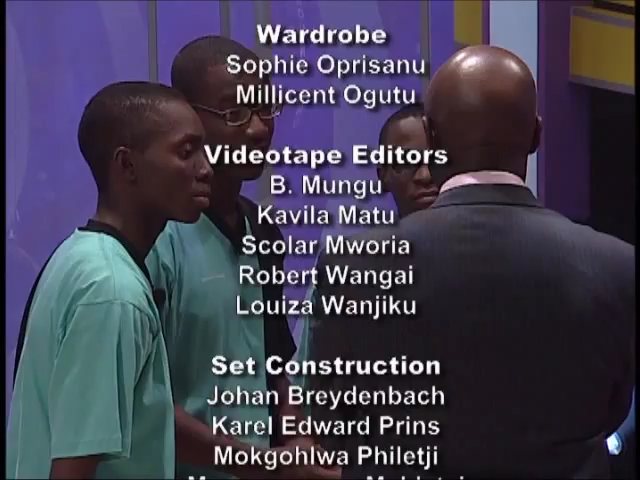 Wardrobe
Sophie Oprisanu
Millicent Ogutu
Videotape Editors
B. Mungu
Kavila Matu
Scolar Mworia
Robert Wangai
Louiza Wanjiku
Set Construction
Johan Breydenbach
Karel Edward Prins
Mokgohlwa Philetji